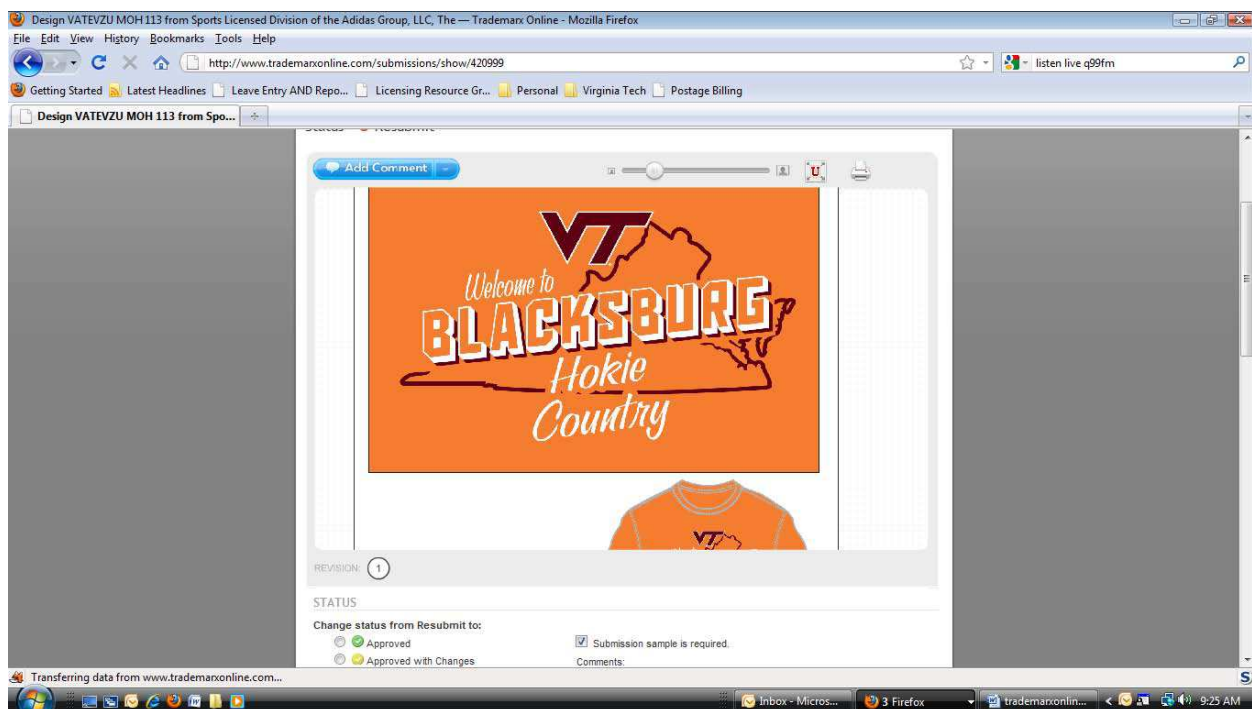 Design VATEVZU MOH 113 from Sports Licensed Division of the Adidas Group, LLC, The — Trademarx Online - Mozilla Firefox
File Edit View History Bookmarks Tools Help
http://www.trademarxonline.com/submissions/show/420999
listen live q99fm
Getting Started Latest Headlines Leave Entry AND Repo... Licensing Resource Gr... Personal Virginia Tech Postage Billing
Design VATEVZU MOH 113 from Spo...
Status Resubmit
Add Comment
U
VT
Welcome to
BLACKSBURG
Hokie
Country
VT
REVISION: 1
STATUS
Change status from Resubmit to:
Approved
Submission sample is required.
Approved with Changes
Comments:
Transferring data from www.trademarxonline.com...
S
Inbox - Micros... 3 Firefox trademarxonlin... 9:25 AM